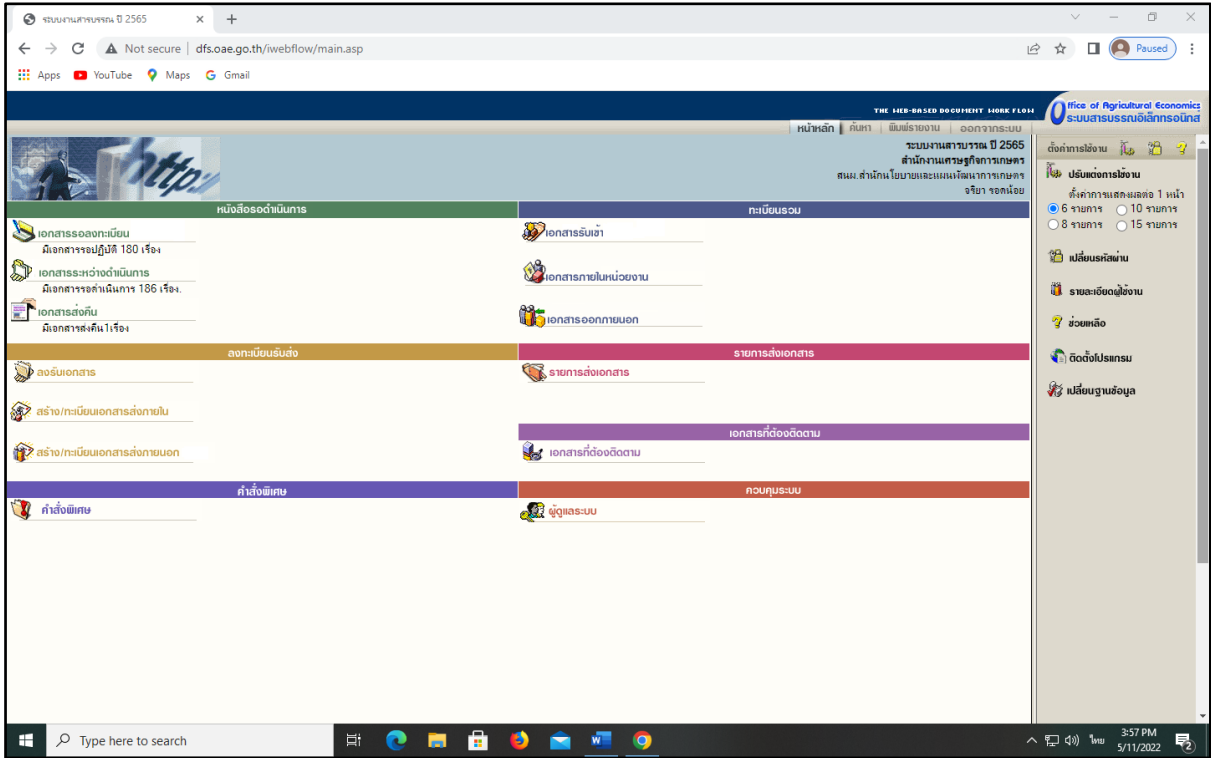 ระบบงานสารบรรณ ปี 2565
Not secure
dfs.oae.go.th/iwebflow/main.asp
Paused
Apps YouTube Maps Gmail
THE WEB-BASED DOCUMENT WORK FLOW
Office of Agricultural Economics
ระบบสารบรรณอิเล็กทรอนิกส
หน้าหลัก ค้นหา พิมพ์รายงาน ออกจากระบบ
ระบบงานสารบรรณ ปี 2565
สำนักงานเศรษฐกิจการเกษตร
สนผ.สำนักนโยบายและแผนพัฒนาการเกษตร
จริยา รอดน้อย
http:/
หนังสือรอดำเนินการ
เอกสารรอลงทะเบียน
มีเอกสารรอปฏิบัติ 180 เรื่อง
เอกสารระหว่างดำเนินการ
มีเอกสารรอดำเนินการ 186 เรื่อง.
เอกสารส่งคืน
มีเอกสารส่งคืน1เรื่อง
ทะเบียนรวม
เอกสารรับเข้า
เอกสารภายในหน่วยงาน
เอกสารออกภายนอก
ลงทะเบียนรับส่ง
ลงรับเอกสาร
สร้าง/ทะเบียนเอกสารส่งภายใน
สร้าง/ทะเบียนเอกสารส่งภายนอก
รายการส่งเอกสาร
รายการส่งเอกสาร
เอกสารที่ต้องติดตาม
เอกสารที่ต้องติดตาม
คำสั่งพิเศษ
คำสั่งพิเศษ
ควบคุมระบบ
ผู้ดูแลระบบ
ตั้งค่าการใช้งาน
ปรับแต่งการใช้งาน
ตั้งค่าการแสดงผลต่อ 1 หน้า
6 รายการ 10 รายการ
8 รายการ 15 รายการ
เปลี่ยนรหัสผ่าน
รายละเอียดผู้ใช้งาน
ช่วยเหลือ
ติดตั้งโปรแกรม
เปลี่ยนฐานข้อมูล
Type here to search
ไทย
3:57 PM
5/11/2022
2